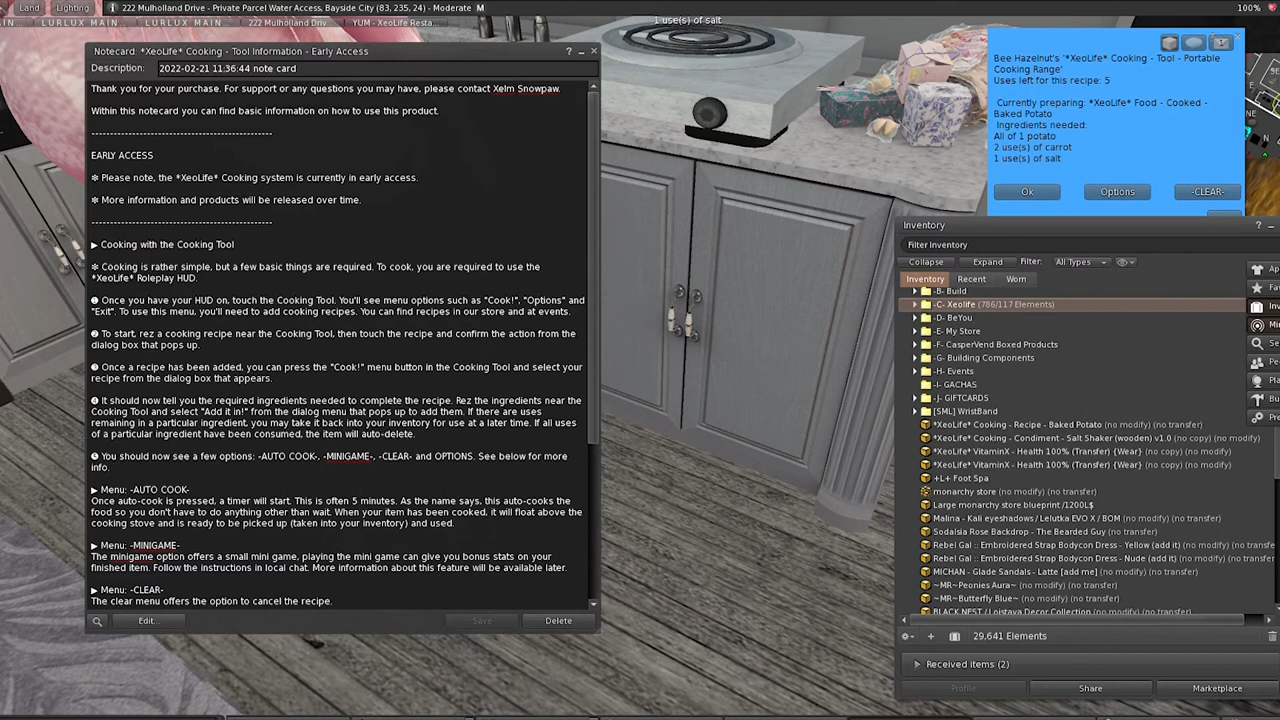 Land
Lighting
222 Mulholland Drive - Private Parcel Water Access, Bayside City (83, 235, 24) - Moderate M
100%
LURLUX MAIN...
LURLUX MAIN...
222 Mulholland Driv
YUM - XeoLife Resta...
1 use(s) of salt
Notecard: *XeoLife* Cooking - Tool Information - Early Access
Description: 2022-02-21 11:36:44 note card
Thank you for your purchase. For support or any questions you may have, please contact Xelm Snowpaw.
Within this notecard you can find basic information on how to use this product.
------------------------------------------------
EARLY ACCESS
❇ Please note, the *XeoLife* Cooking system is currently in early access.
❇ More information and products will be released over time.
------------------------------------------------
▶ Cooking with the Cooking Tool
❇ Cooking is rather simple, but a few basic things are required. To cook, you are required to use the
*XeoLife* Roleplay HUD.
❶ Once you have your HUD on, touch the Cooking Tool. You'll see menu options such as "Cook!", "Options" and
"Exit". To use this menu, you'll need to add cooking recipes. You can find recipes in our store and at events.
❷ To start, rez a cooking recipe near the Cooking Tool, then touch the recipe and confirm the action from the
dialog box that pops up.
❸ Once a recipe has been added, you can press the "Cook!" menu button in the Cooking Tool and select your
recipe from the dialog box that appears.
❹ It should now tell you the required ingredients needed to complete the recipe. Rez the ingredients near the
Cooking Tool and select "Add it in!" from the dialog menu that pops up to add them. If there are uses
remaining in a particular ingredient, you may take it back into your inventory for use at a later time. If all uses
of a particular ingredient have been consumed, the item will auto-delete.
❺ You should now see a few options: -AUTO COOK-, -MINIGAME-, -CLEAR- and OPTIONS. See below for more
info.
▶ Menu: -AUTO COOK-
Once auto-cook is pressed, a timer will start. This is often 5 minutes. As the name says, this auto-cooks the
food so you don't have to do anything other than wait. When your item has been cooked, it will float above the
cooking stove and is ready to be picked up (taken into your inventory) and used.
▶ Menu: -MINIGAME-
The minigame option offers a small mini game, playing the mini game can give you bonus stats on your
finished item. Follow the instructions in local chat. More information about this feature will be available later.
▶ Menu: -CLEAR-
The clear menu offers the option to cancel the recipe.
Edit...
Save
Delete
Bee Hazelnut's '*XeoLife* Cooking - Tool - Portable
Cooking Range'
Uses left for this recipe: 5
Currently preparing: *XeoLife* Food - Cooked -
Baked Potato
Ingredients needed:
All of 1 potato
2 use(s) of carrot
1 use(s) of salt
Ok
Options
-CLEAR-
Inventory
Filter Inventory
Collapse
Expand
Filter:
All Types
Inventory
Recent
Worn
-B- Build
-C- Xeolife (786/117 Elements)
-D- BeYou
-E- My Store
-F- CasperVend Boxed Products
-G- Building Components
-H- Events
-I- GACHAS
-J- GIFTCARDS
[SML] WristBand
*XeoLife* Cooking - Recipe - Baked Potato (no modify) (no transfer)
*XeoLife* Cooking - Condiment - Salt Shaker (wooden) v1.0 (no copy) (no modify)
*XeoLife* VitaminX - Health 100% (Transfer) {Wear} (no copy) (no modify)
*XeoLife* VitaminX - Health 100% (Transfer) {Wear} (no copy) (no modify)
+L+ Foot Spa
monarchy store (no modify) (no transfer)
Large monarchy store blueprint /1200L$
Malina - Kali eyeshadows / Lelutka EVO X / BOM (no modify) (no transfer)
Sodalsia Rose Backdrop - The Bearded Guy (no modify) (no transfer)
Rebel Gal :: Embroidered Strap Bodycon Dress - Yellow (add it) (no modify)
Rebel Gal :: Embroidered Strap Bodycon Dress - Nude (add it) (no modify)
MICHAN - Glade Sandals - Latte [add me] (no modify) (no transfer)
~MR~Peonies Aura~ (no modify) (no transfer)
~MR~Butterfly Blue~ (no modify) (no transfer)
29,641 Elements
Received items (2)
Profile
Share
Marketplace